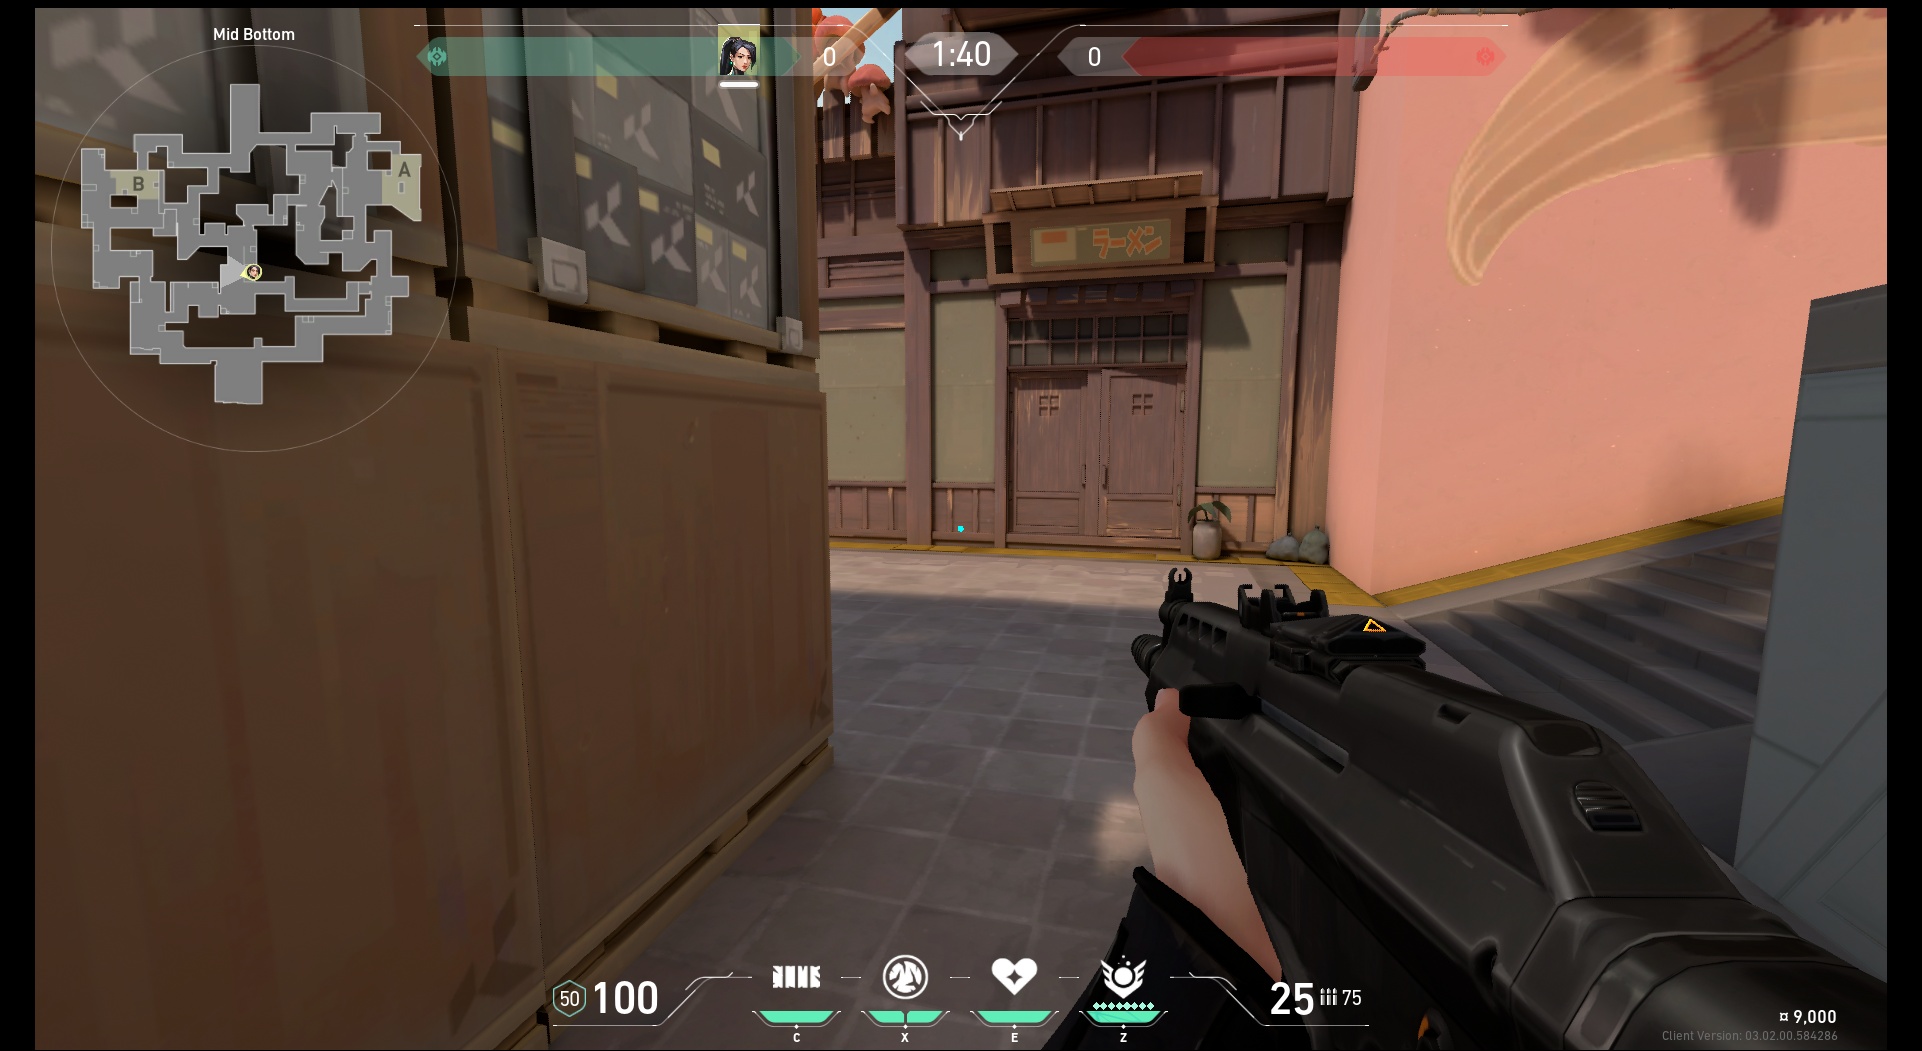 Mid Bottom
0
1:40
0
B
A
ラーメン
50
100
25
75
C
X
E
Z
¤ 9,000
Client Version: 03.02.00.584286